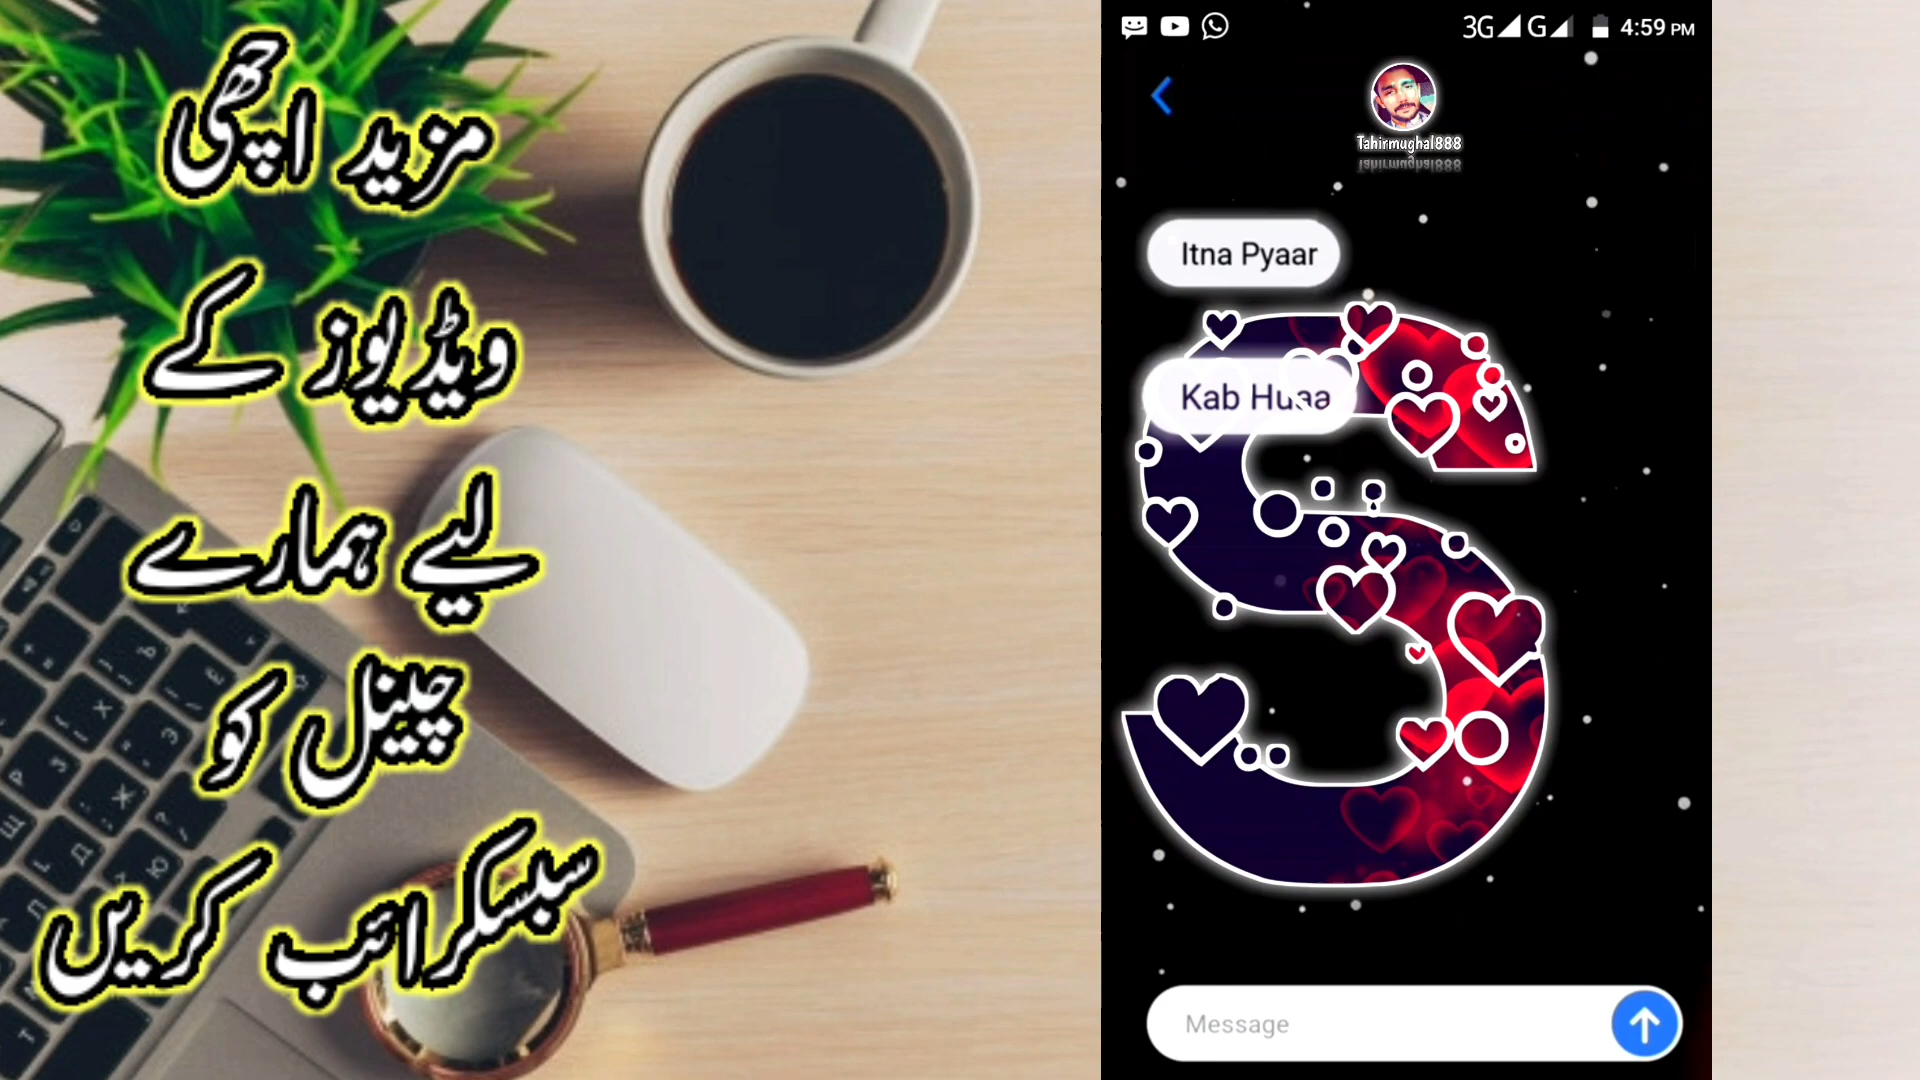 مزید اچھی
ویڈیوز کے
لیے ہمارے
چینل کو
سبسکرائب کریں
3G G 4:59 PM
Tahirmughal888
Itna Pyaar
Kab Huaa
S
Message